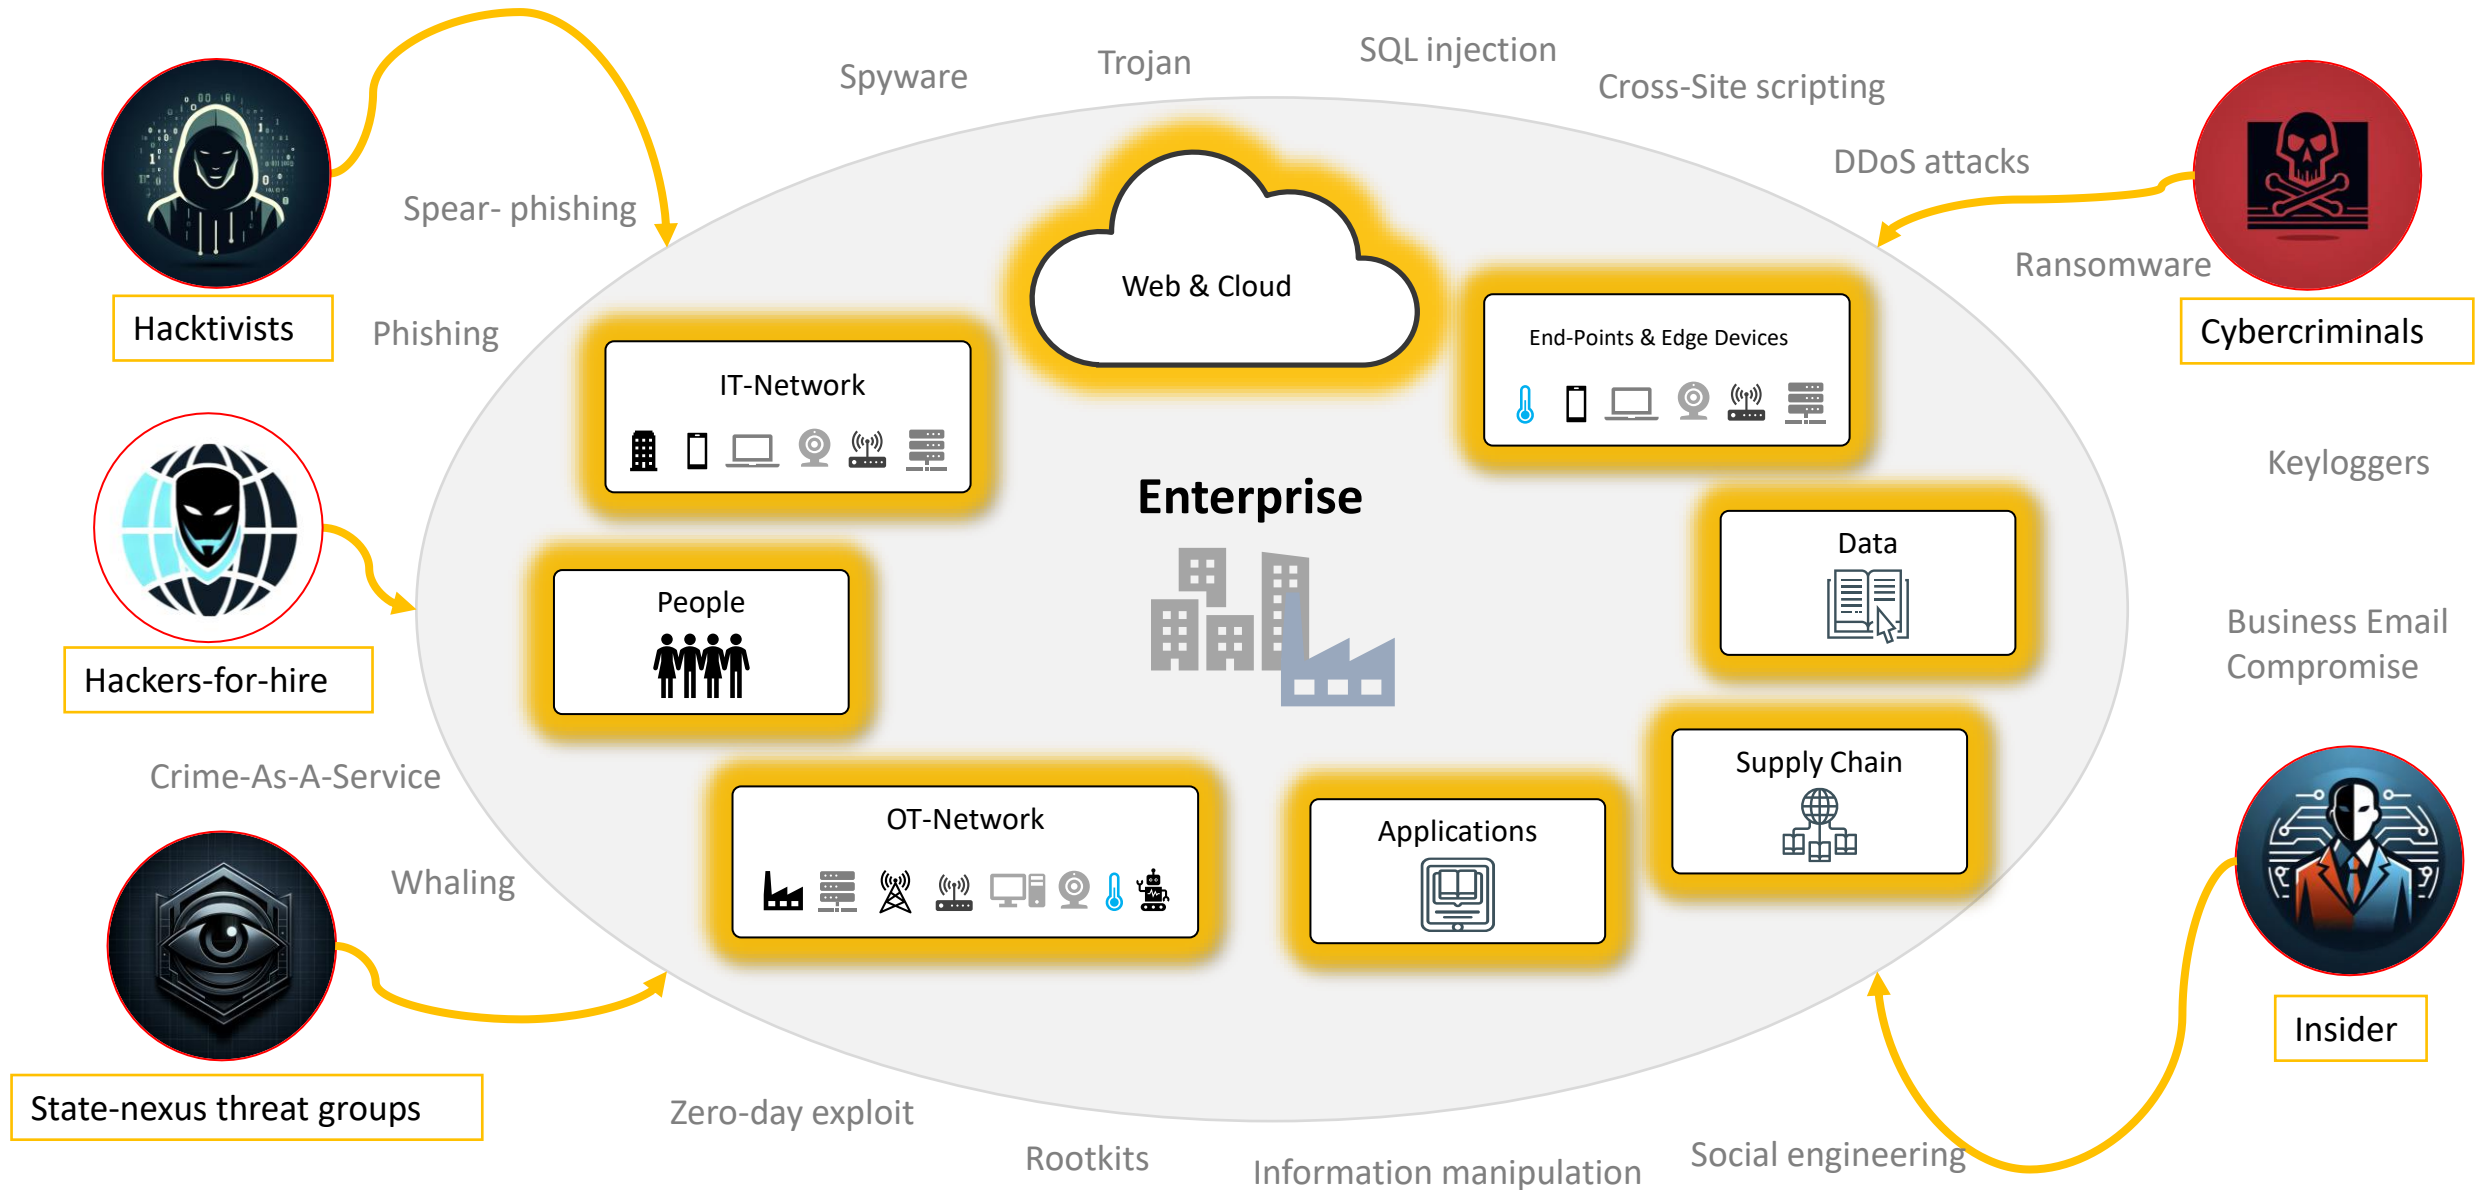 SQL injection
Trojan
Spyware
Cross-Site scripting
DDoS attacks
Spear- phishing
Ransomware
Web & Cloud
Hacktivists
Phishing
Cybercriminals
End-Points & Edge Devices
IT-Network
Keyloggers
Enterprise
Data
People
Business Email
Compromise
Hackers-for-hire
Supply Chain
Crime-As-A-Service
OT-Network
Applications
Whaling
Insider
State-nexus threat groups
Zero-day exploit
Rootkits
Information manipulation
Social engineering